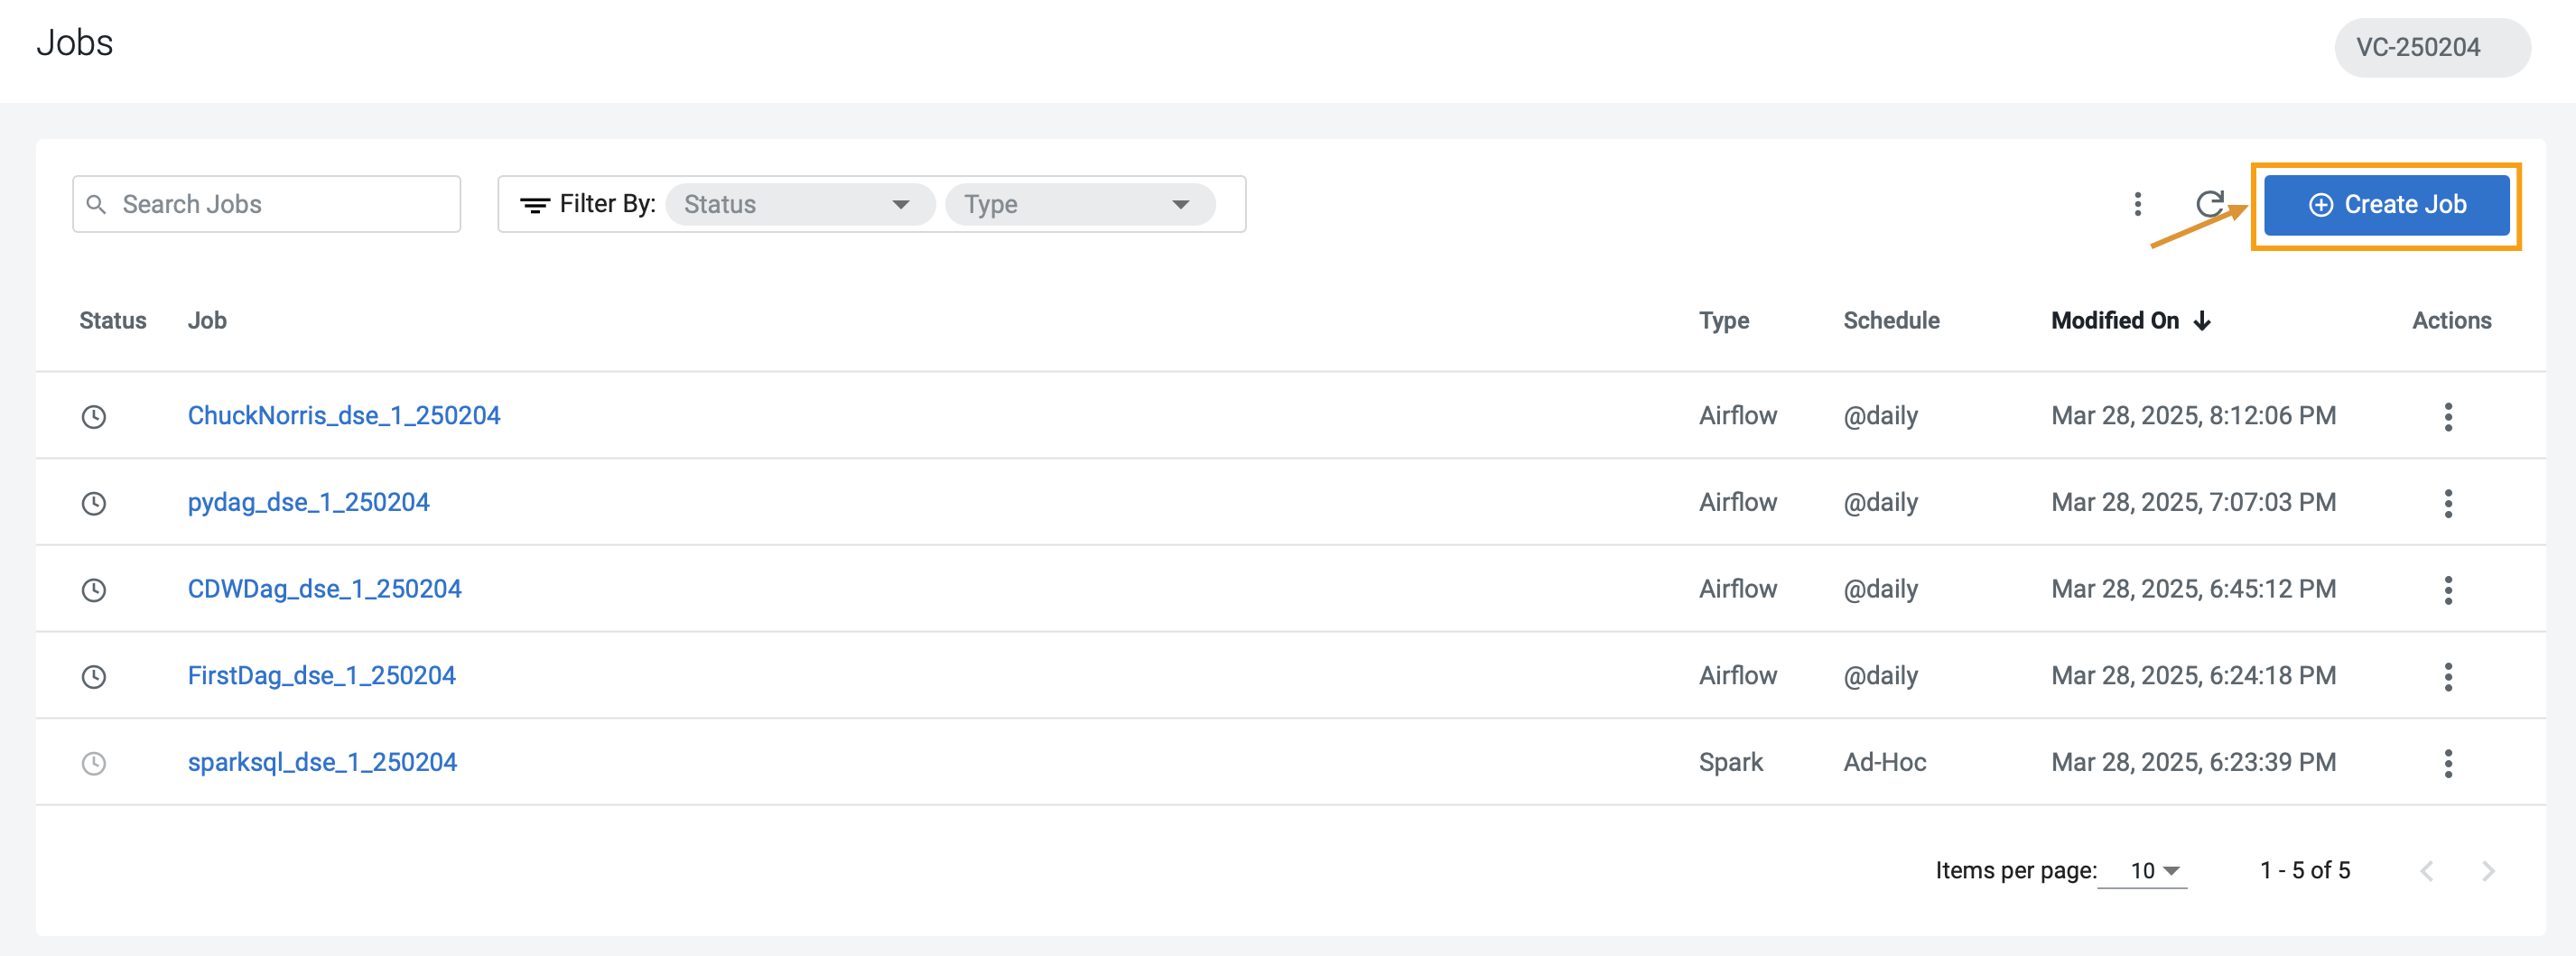 Jobs
VC-250204
Search Jobs
Filter By: Status Type
Create Job
Status Job Type Schedule Modified On Actions
ChuckNorris_dse_1_250204 Airflow @daily Mar 28, 2025, 8:12:06 PM
pydag_dse_1_250204 Airflow @daily Mar 28, 2025, 7:07:03 PM
CDWDag_dse_1_250204 Airflow @daily Mar 28, 2025, 6:45:12 PM
FirstDag_dse_1_250204 Airflow @daily Mar 28, 2025, 6:24:18 PM
sparksql_dse_1_250204 Spark Ad-Hoc Mar 28, 2025, 6:23:39 PM
Items per page: 10 1 - 5 of 5